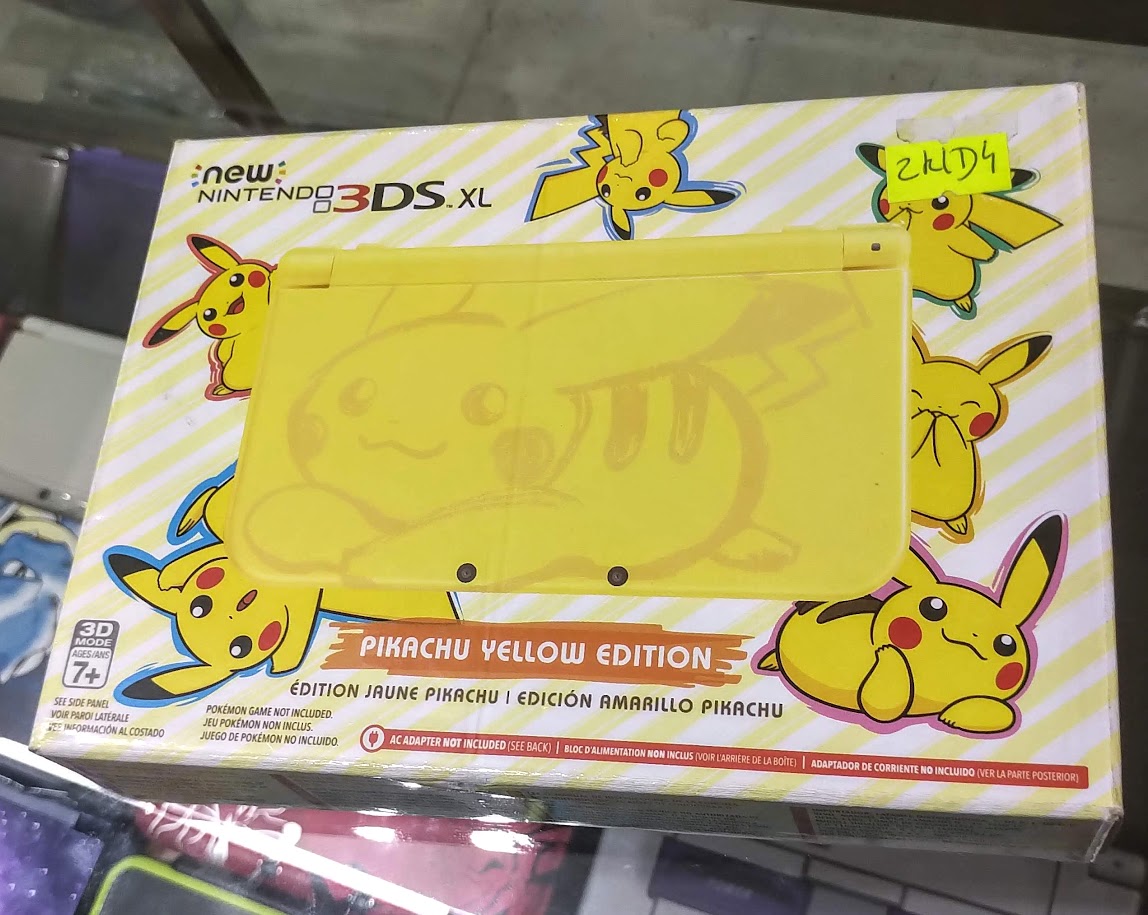 new
NINTENDO 3DS™ XL
PIKACHU YELLOW EDITION
ÉDITION JAUNE PIKACHU | EDICIÓN AMARILLO PIKACHU
3D
MODE
AGES/ANS
7+
SEE SIDE PANEL
VOIR PAROI LATÉRALE
VER INFORMACIÓN AL COSTADO
POKÉMON GAME NOT INCLUDED.
JEU POKÉMON NON INCLUS.
JUEGO DE POKÉMON NO INCLUIDO.
AC ADAPTER NOT INCLUDED (SEE BACK) | BLOC D'ALIMENTATION NON INCLUS (VOIR L'ARRIÈRE DE LA BOÎTE) | ADAPTADOR DE CORRIENTE NO INCLUIDO (VER LA PARTE POSTERIOR)